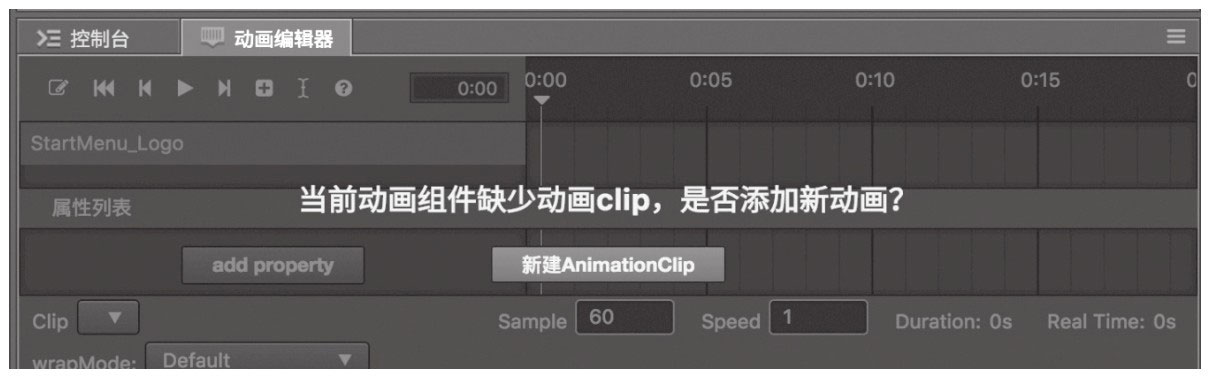 控制台 动画编辑器
0:00 0:00 0:05 0:10 0:15 0
StartMenu_Logo
当前动画组件缺少动画clip，是否添加新动画？
属性列表
add property 新建AnimationClip
Clip Sample 60 Speed 1 Duration: 0s Real Time: 0s
wrapMode: Default